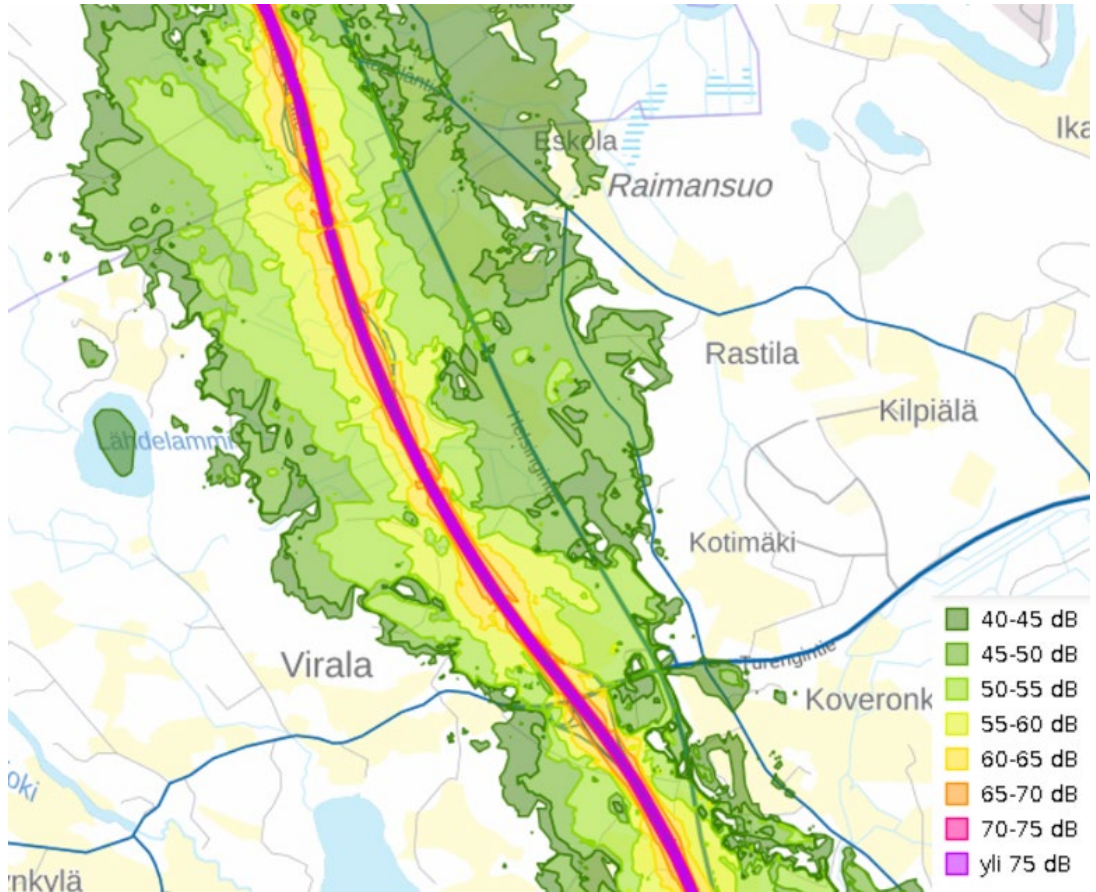 Eskola
Ika
Raimansuo
Rastila
Kilpiälä
Lähdelammi
Helsingint
Kotimäki
Virala
Turengintie
Koveronk
oki
nkylä
40-45 dB
45-50 dB
50-55 dB
55-60 dB
60-65 dB
65-70 dB
70-75 dB
yli 75 dB